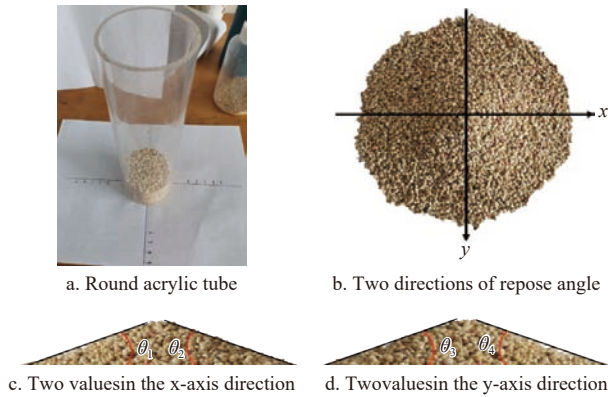 x
y
a. Round acrylic tube
b. Two directions of repose angle
θ1 θ2
θ3 θ4
c. Two valuesin the x-axis direction
d. Twovaluesin the y-axis direction